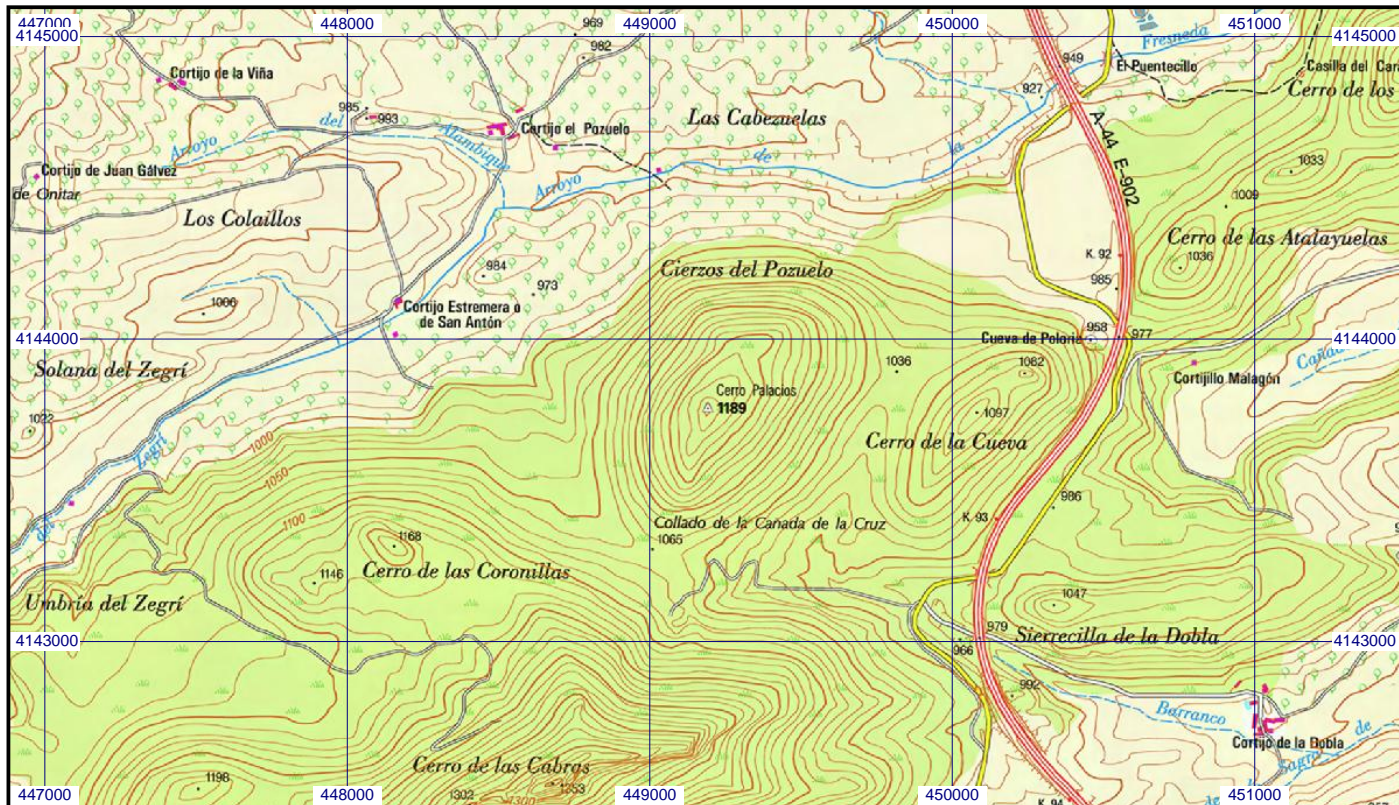 447000
448000
449000
450000
451000
4145000
4145000
969
982
949
Fresneda
El Puentecillo
Casilla del Cara
Cerro de los
Cortijo de la Viña
985
993
927
Arroyo
del
Alambique
Cortijo el Pozuelo
Las Cabezuelas
de
la
A-44 E-902
1033
Cortijo de Juan Gálvez
de Onitar
Arroyo
1009
Los Colaillos
Cerro de las Atalayuelas
K. 92
984
Cierzos del Pozuelo
1036
985
973
1006
Cortijo Estremera o
de San Antón
4144000
958
977
4144000
Cueva de Poloria
Solana del Zegrí
1036
1062
Cortijillo Malagón
Cerro Palacios
1189
1097
1022
Cerro de la Cueva
Zegrí
1000
1050
986
1100
K. 93
Collado de la Cañada de la Cruz
del
1168
1065
Cerro de las Coronillas
1146
Umbría del Zegrí
1047
4143000
979
Sierrecilla de la Dobla
4143000
966
992
Barranco
Cortijo de la Dobla
de
Cerro de las Cabras
1198
1302
1300
1353
K. 94
447000
448000
449000
450000
451000